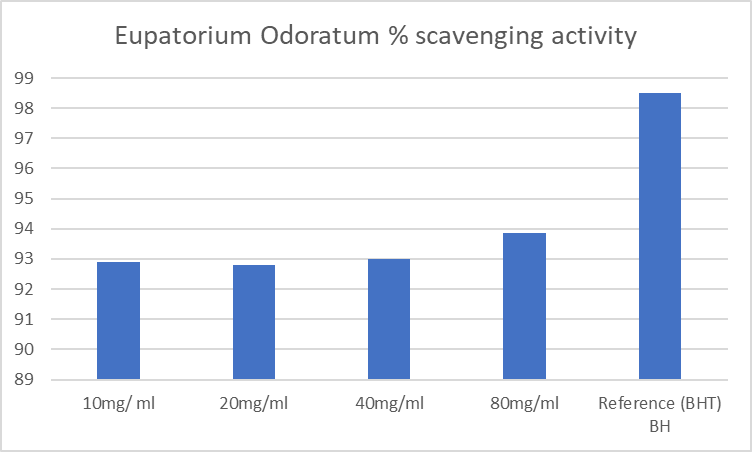 Eupatorium Odoratum % scavenging activity
99
98
97
96
95
94
93
92
91
90
89
10mg/ ml
20mg/ml
40mg/ml
80mg/ml
Reference (BHT)
BH